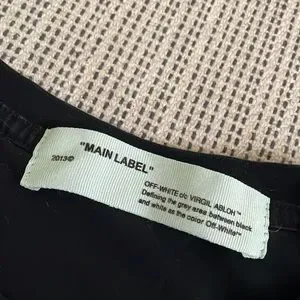 "MAIN LABEL"
2013©
OFF-WHITE c/o VIRGIL ABLOH™
Defining the grey area between black
and white as the color Off-White™